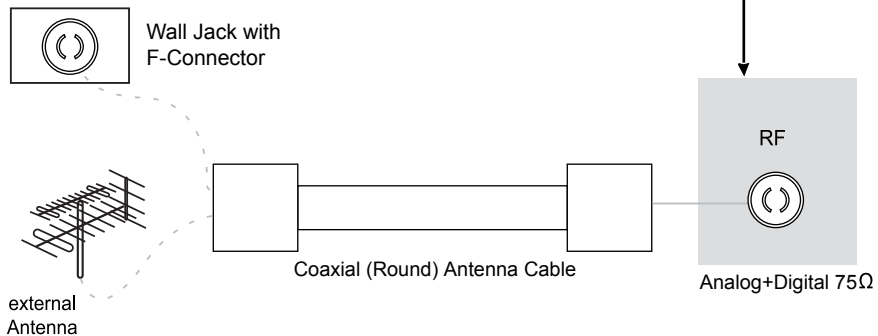 Wall Jack with
F-Connector
RF
Coaxial (Round) Antenna Cable
Analog+Digital 75Ω
external
Antenna